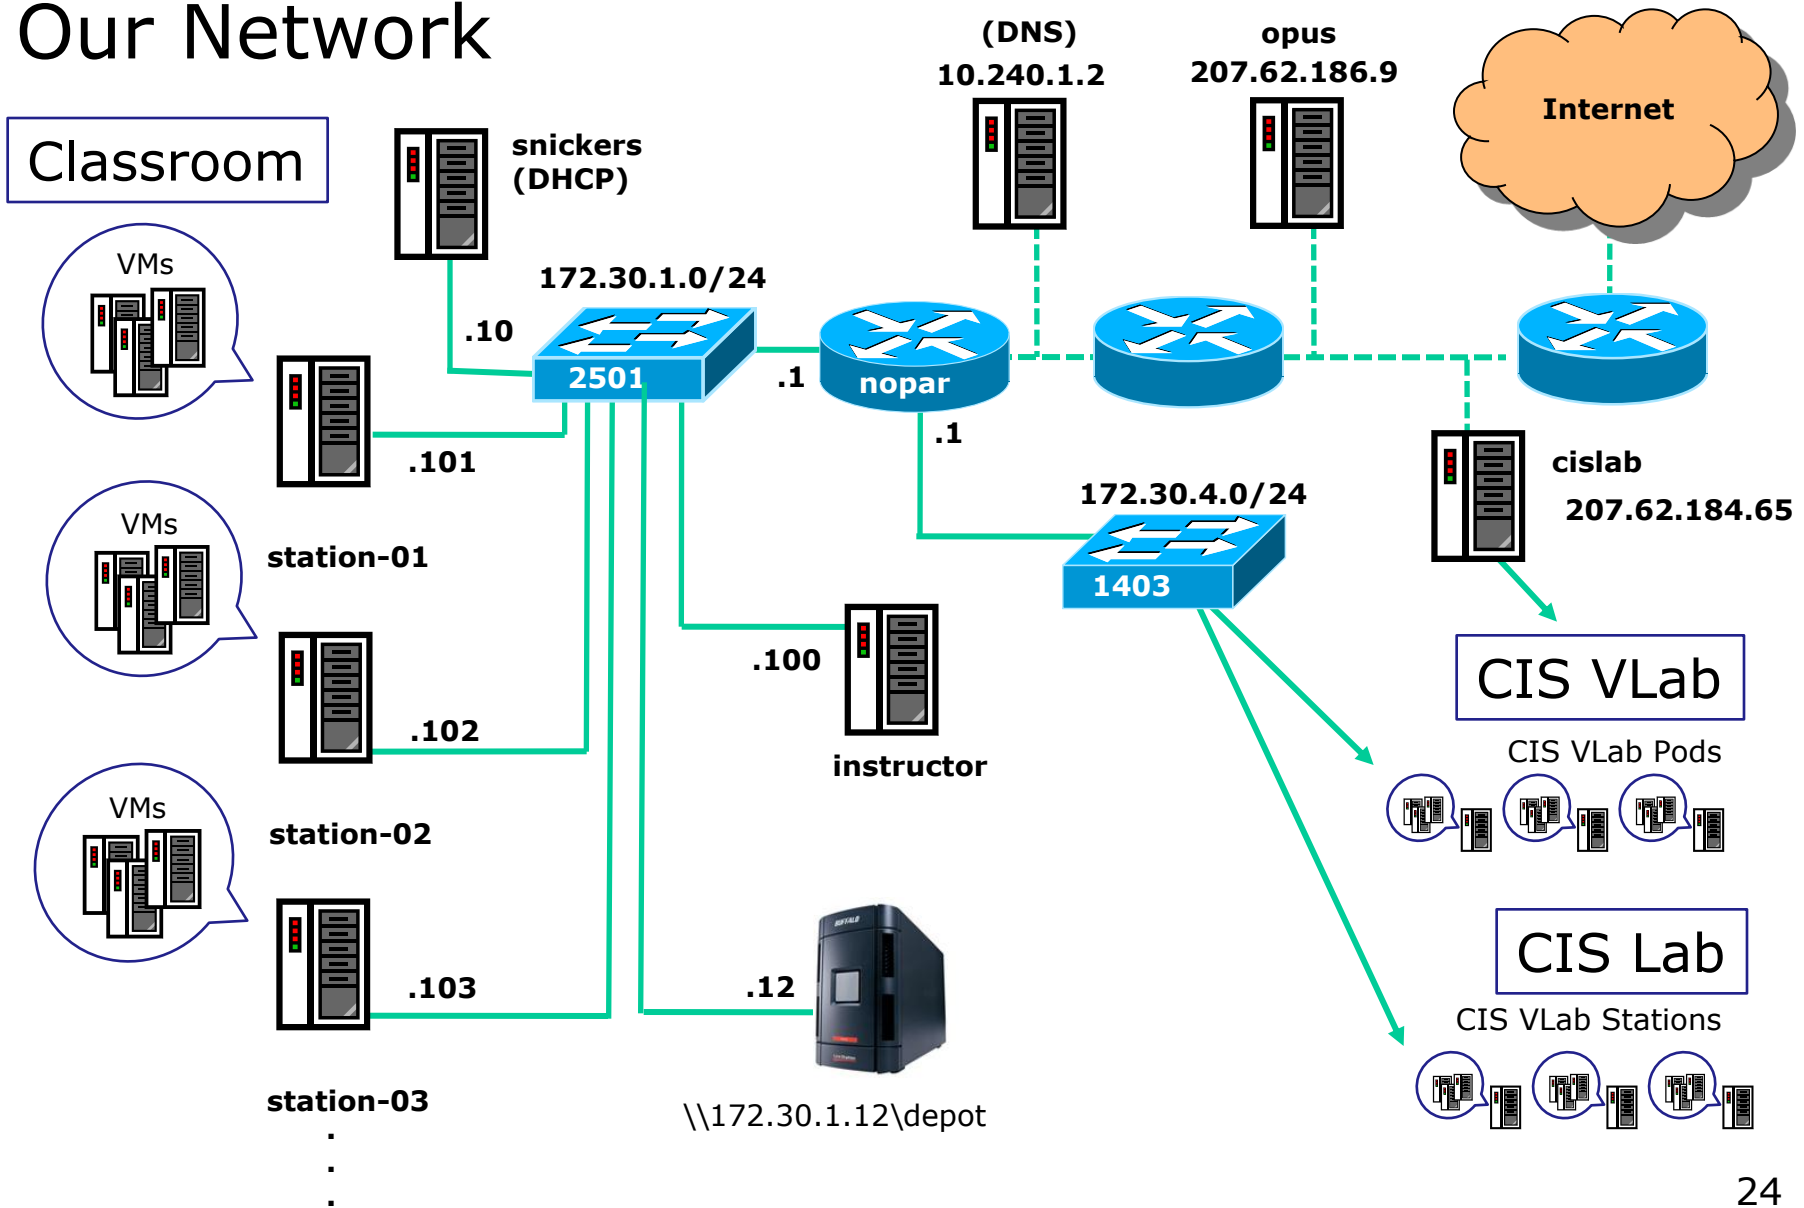 Our Network
(DNS)
10.240.1.2
opus
207.62.186.9
Internet
Classroom
snickers
(DHCP)
VMs
172.30.1.0/24
.10
2501
.1
nopar
.1
.101
station-01
172.30.4.0/24
1403
cislab
207.62.184.65
VMs
.102
station-02
.100
instructor
CIS VLab
CIS VLab Pods
VMs
.103
station-03
.
.
.
.12
BUFFALO
\\172.30.1.12\depot
CIS Lab
CIS VLab Stations
24